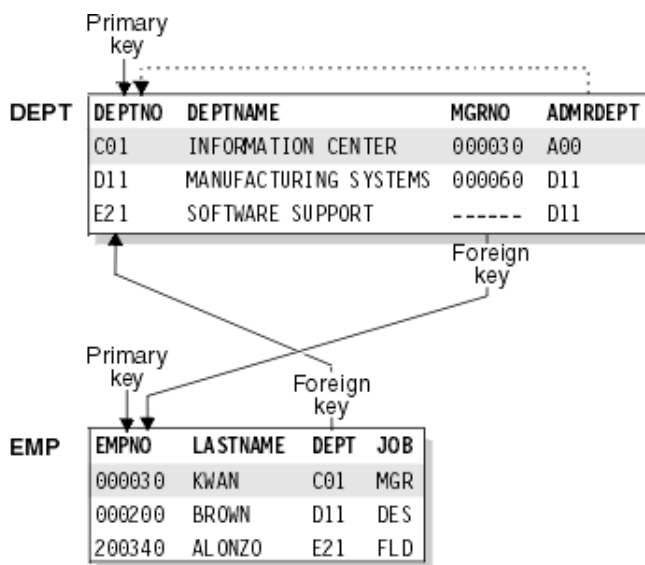 Primary
key
DEPT
DEPTNO DEPTNAME MGRNO ADMRDEPT
C01 INFORMATION CENTER 000030 A00
D11 MANUFACTURING SYSTEMS 000060 D11
E21 SOFTWARE SUPPORT ------ D11
Foreign
key
Primary
key
Foreign
key
EMP
EMPNO LASTNAME DEPT JOB
000030 KWAN C01 MGR
000200 BROWN D11 DES
200340 ALONZO E21 FLD